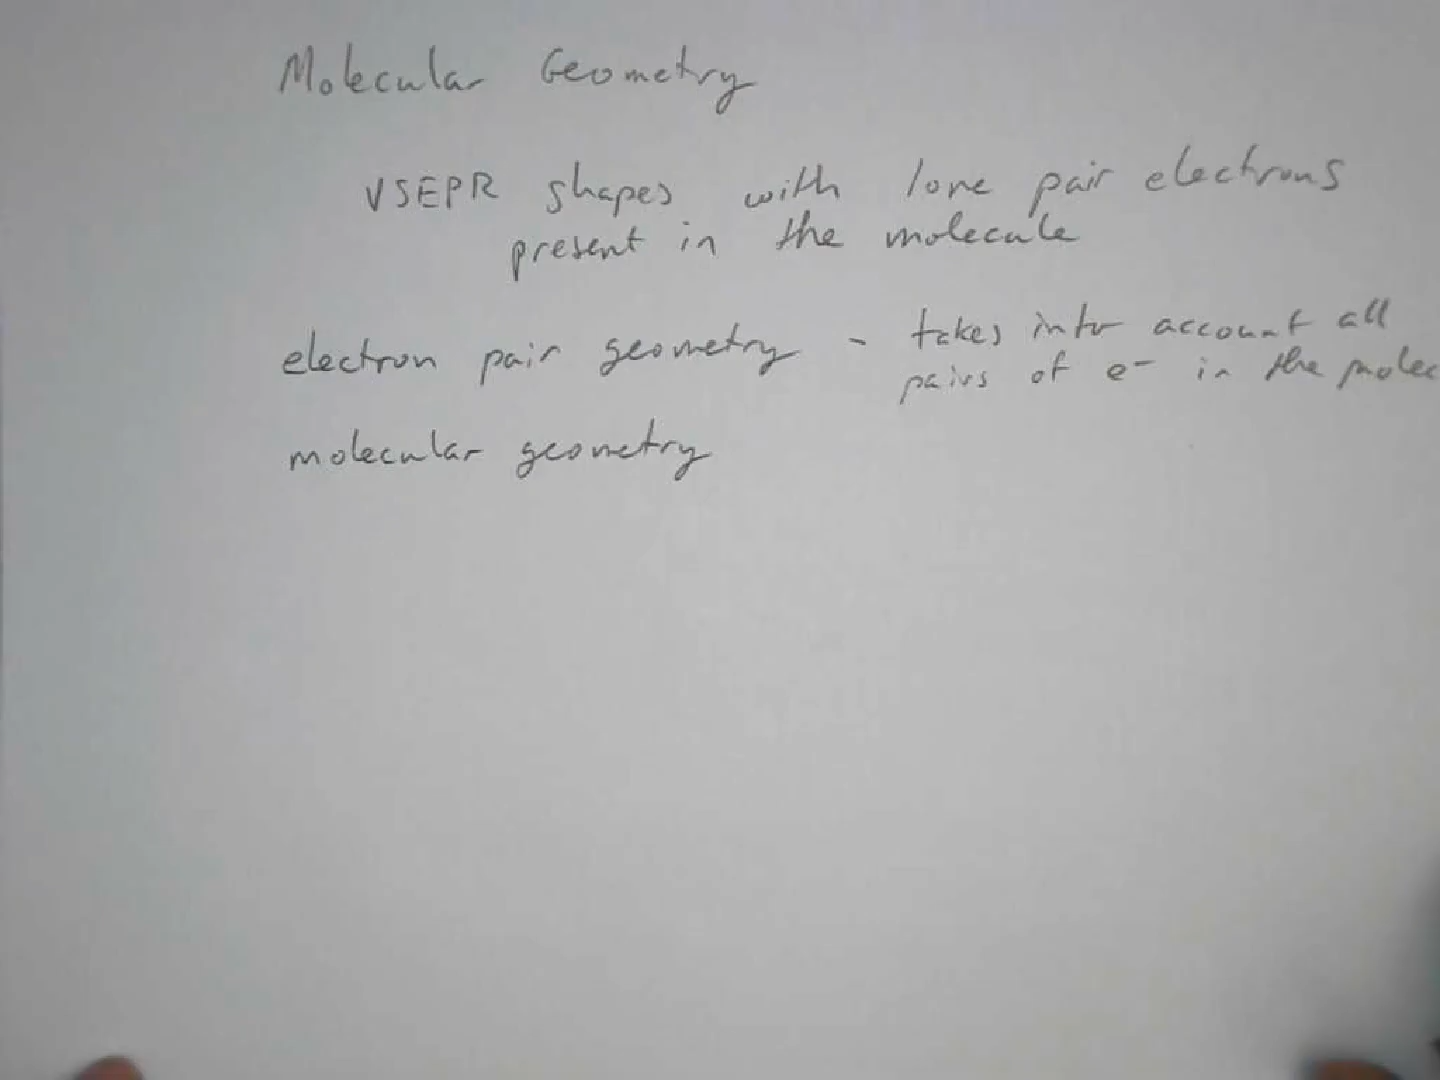 Molecular Geometry
VSEPR shapes with lone pair electrons
present in the molecule
electron pair geometry - takes into account all
pairs of e- in the molec
molecular geometry